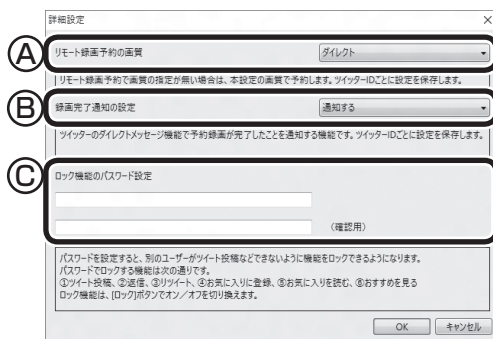 詳細設定
Ⓐ リモート録画予約の画質 ダイレクト
リモート録画予約で画質の指定が無い場合は、本設定の画質で予約します。ツイッターIDごとに設定を保存します。
Ⓑ 録画完了通知の設定 通知する
ツイッターのダイレクトメッセージ機能で予約録画が完了したことを通知する機能です。ツイッターIDごとに設定を保存します。
Ⓒ ロック機能のパスワード設定
(確認用)
パスワードを設定すると、別のユーザーがツイート投稿などできないように機能をロックできるようになります。
パスワードでロックする機能は次の通りです。
①ツイート投稿、②返信、③リツイート、④お気に入りに登録、⑤お気に入りを読む、⑥おすすめを見る
ロック機能は、[ロック]ボタンでオン／オフを切り換えます。
OK キャンセル